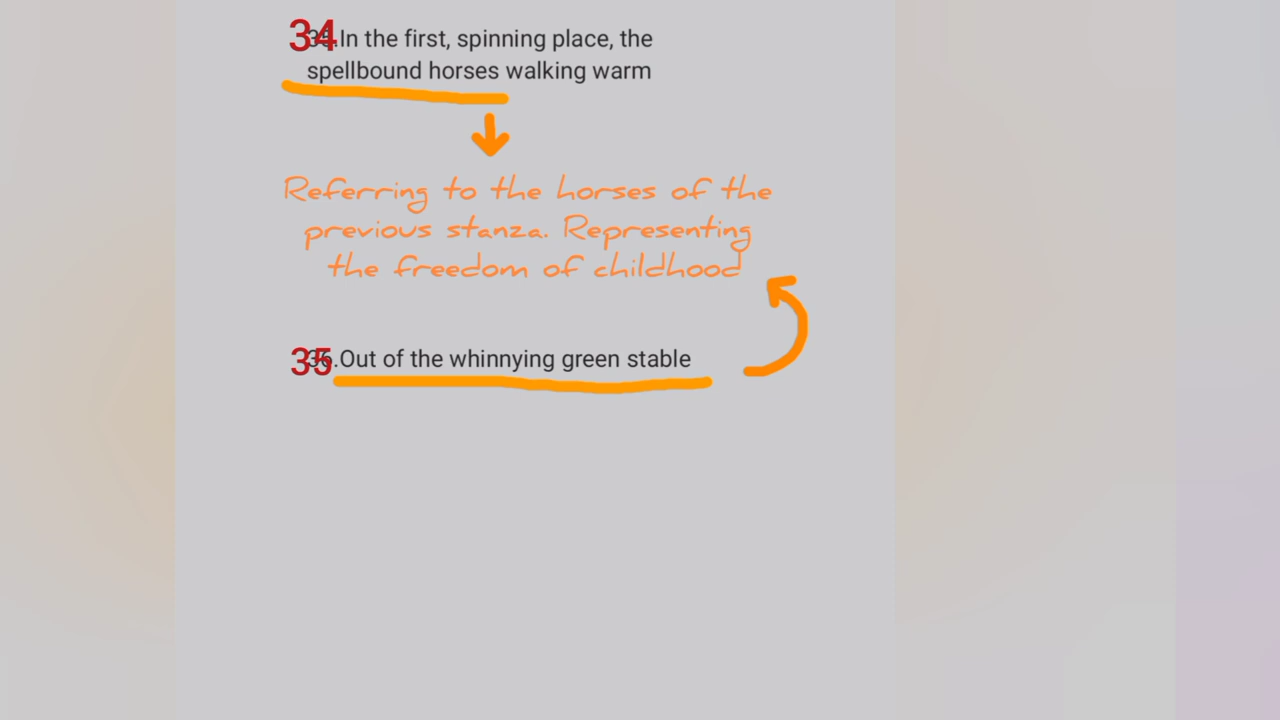 34.In the first, spinning place, the
spellbound horses walking warm
Referring to the horses of the
previous stanza. Representing
the freedom of childhood
35.Out of the whinnying green stable